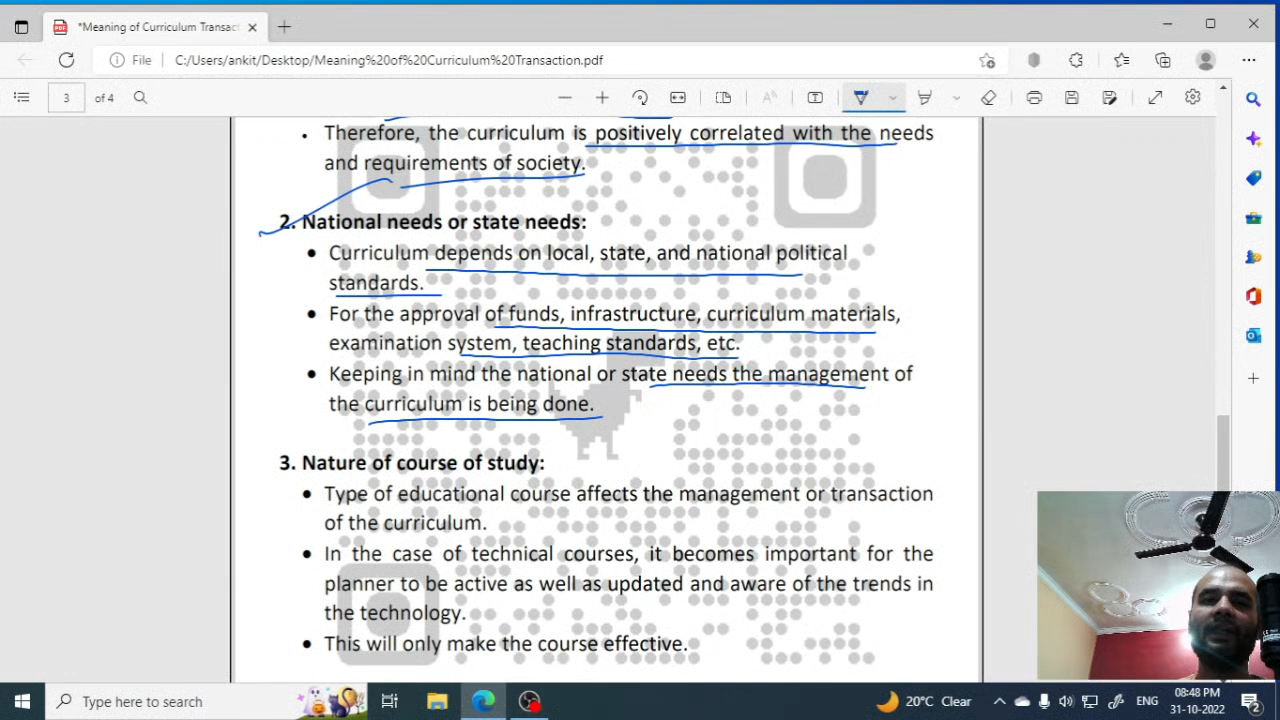 *Meaning of Curriculum Transact
File
C:/Users/ankit/Desktop/Meaning%20of%20Curriculum%20Transaction.pdf
3 of 4
• Therefore, the curriculum is positively correlated with the needs
and requirements of society.
2. National needs or state needs:
• Curriculum depends on local, state, and national political
standards.
• For the approval of funds, infrastructure, curriculum materials,
examination system, teaching standards, etc.
• Keeping in mind the national or state needs the management of
the curriculum is being done.
3. Nature of course of study:
• Type of educational course affects the management or transaction
of the curriculum.
• In the case of technical courses, it becomes important for the
planner to be active as well as updated and aware of the trends in
the technology.
• This will only make the course effective.
Type here to search
20°C Clear
ENG
08:48 PM
31-10-2022
2